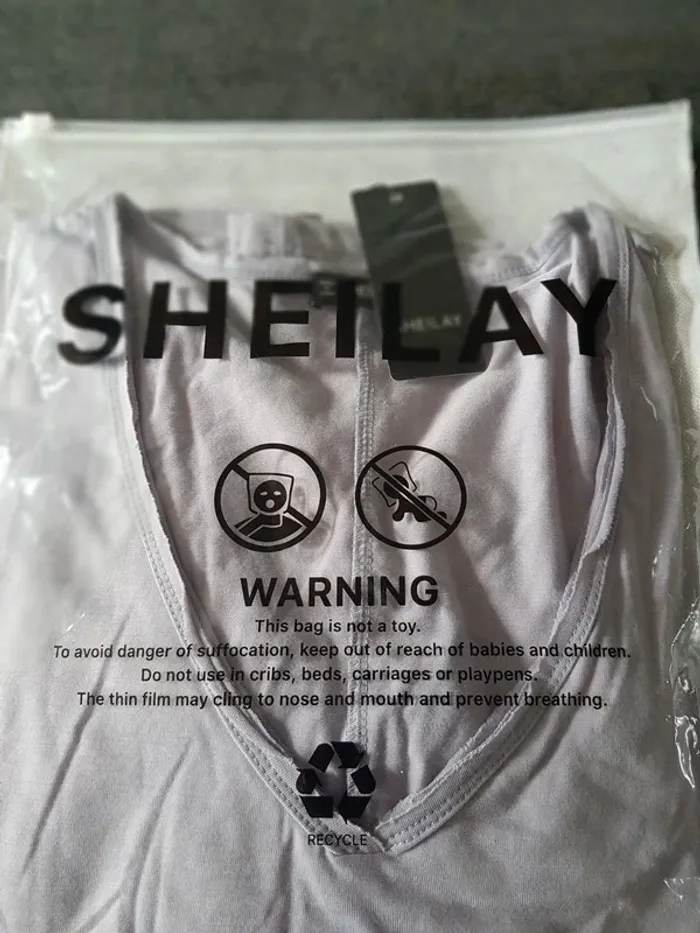 SHEILAY
SHEILAY
WARNING
This bag is not a toy.
To avoid danger of suffocation, keep out of reach of babies and children.
Do not use in cribs, beds, carriages or playpens.
The thin film may cling to nose and mouth and prevent breathing.
RECYCLE